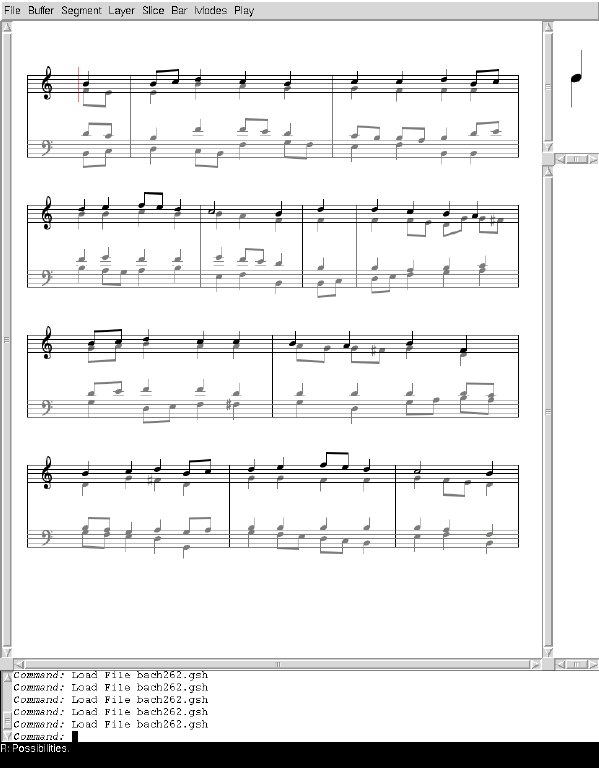 File Buffer Segment Layer Slice Bar Modes Play
Command: Load File bach262.gsh
Command: Load File bach262.gsh
Command: Load File bach262.gsh
Command: Load File bach262.gsh
Command: Load File bach262.gsh
Command:
R: Possibilities.